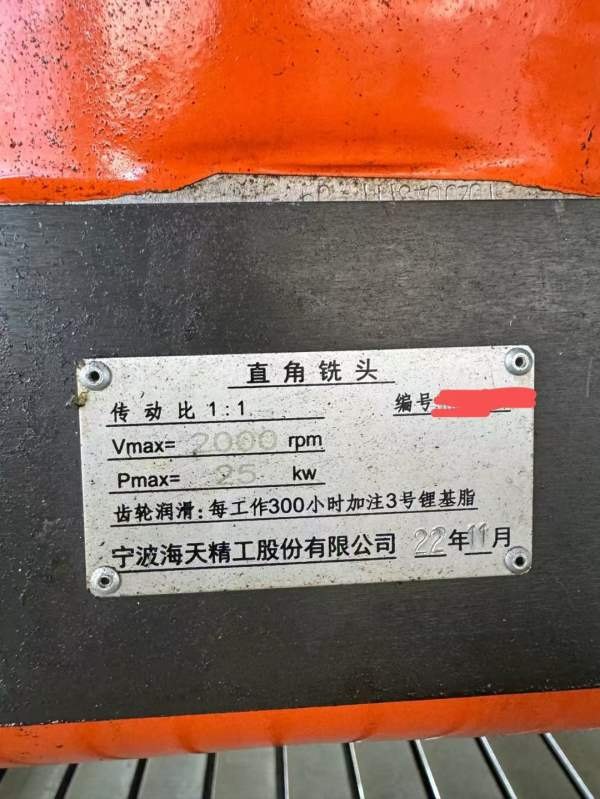 直角铣头
传动比1:1 编号
Vmax= 2000 rpm
Pmax= 25 kw
齿轮润滑:每工作300小时加注3号锂基脂
宁波海天精工股份有限公司 22年11月